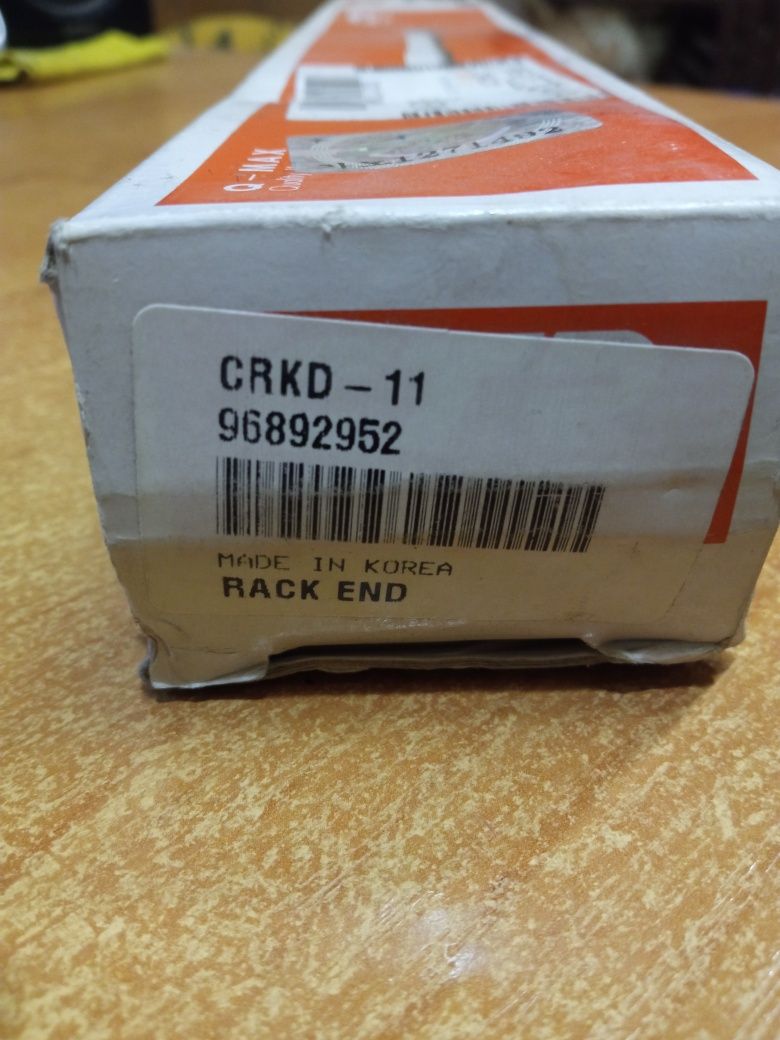 Q-MAX
CRKD-11
96892952
MADE IN KOREA
RACK END